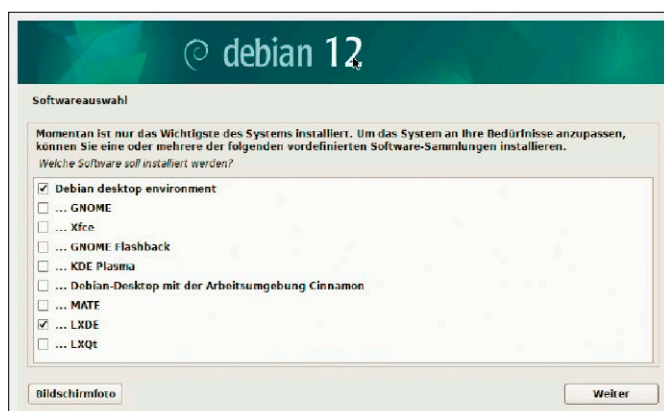 debian 12
Softwareauswahl
Momentan ist nur das Wichtigste des Systems installiert. Um das System an Ihre Bedürfnisse anzupassen,
können Sie eine oder mehrere der folgenden vordefinierten Software-Sammlungen installieren.
Welche Software soll installiert werden?
Debian desktop environment
... GNOME
... Xfce
... GNOME Flashback
... KDE Plasma
... Debian-Desktop mit der Arbeitsumgebung Cinnamon
... MATE
... LXDE
... LXQt
Bildschirmfoto
Weiter